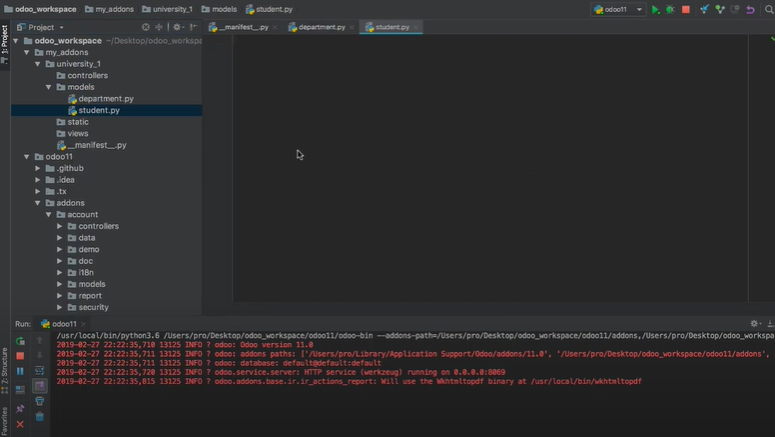 odoo_workspace my_addons university_1 models student.py
odoo11
Project
__manifest__.py department.py student.py
1: Project
odoo_workspace ~/Desktop/odoo_worksp
my_addons
university_1
controllers
models
department.py
student.py
static
views
__manifest__.py
odoo11
.github
.idea
.tx
addons
account
controllers
data
demo
doc
i18n
models
report
security
Run: odoo11
/usr/local/bin/python3.6 /Users/pro/Desktop/odoo_workspace/odoo11/odoo-bin --addons-path=/Users/pro/Desktop/odoo_workspace/odoo11/addons,/Users/pro/Desktop/odoo_works
2019-02-27 22:22:35,710 13125 INFO ? odoo: Odoo version 11.0
2019-02-27 22:22:35,711 13125 INFO ? odoo: addons paths: ['/Users/pro/Library/Application Support/Odoo/addons/11.0', '/Users/pro/Desktop/odoo_workspace/odoo11/addons',
2019-02-27 22:22:35,711 13125 INFO ? odoo: database: default@default:default
2019-02-27 22:22:35,720 13125 INFO ? odoo.service.server: HTTP service (werkzeug) running on 0.0.0.0:8069
2019-02-27 22:22:35,815 13125 INFO ? odoo.addons.base.ir.ir_actions_report: Will use the Wkhtmltopdf binary at /usr/local/bin/wkhtmltopdf
Z: Structure
Favorites